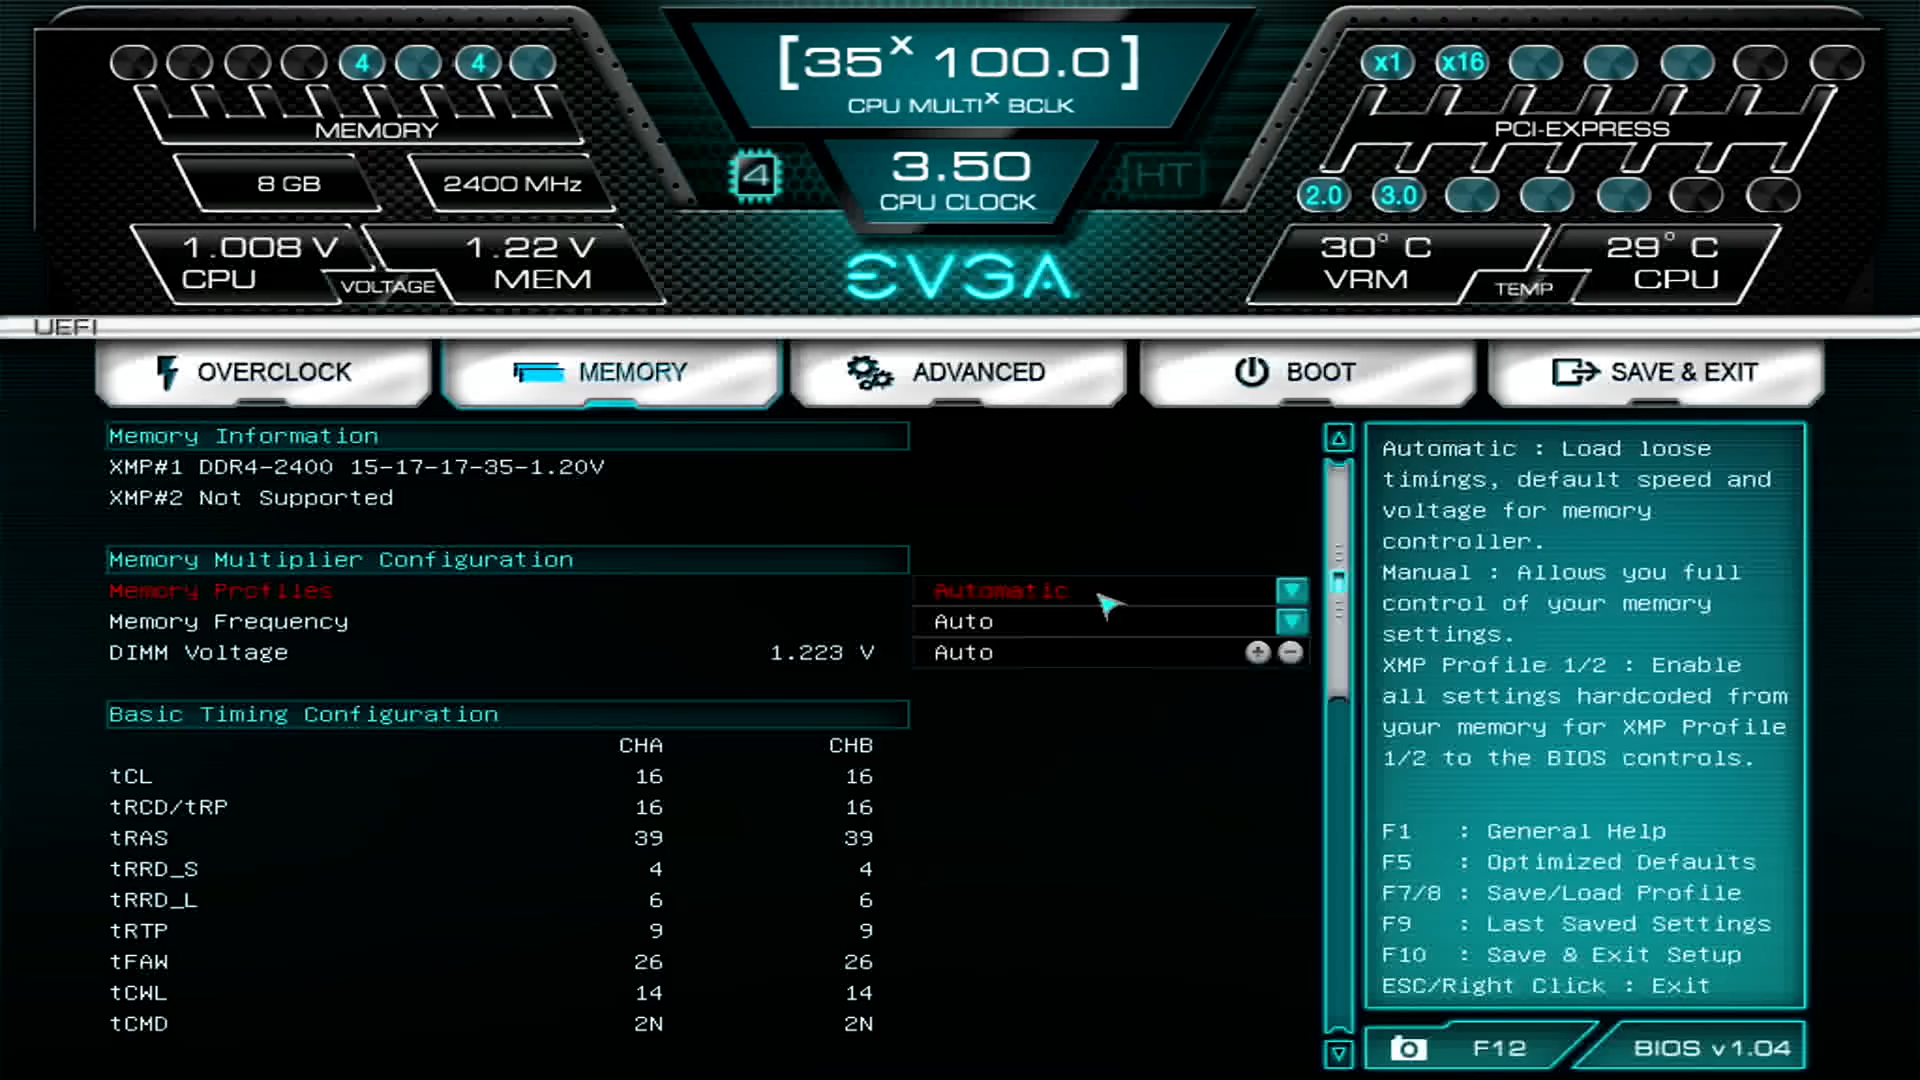 4 4
MEMORY
8 GB 2400 MHz
1.008 V
CPU
VOLTAGE
1.22 V
MEM
[35x 100.0]
CPU MULTIx BCLK
4
3.50
CPU CLOCK
HT
EVGA
x1 x16
PCI-EXPRESS
2.0 3.0
30° C
VRM
TEMP
29° C
CPU
UEFI
OVERCLOCK MEMORY ADVANCED BOOT SAVE & EXIT
Memory Information
XMP#1 DDR4-2400 15-17-17-35-1.20V
XMP#2 Not Supported
Memory Multiplier Configuration
Memory Profiles Automatic
Memory Frequency Auto
DIMM Voltage 1.223 V Auto
Basic Timing Configuration
CHA CHB
tCL 16 16
tRCD/tRP 16 16
tRAS 39 39
tRRD_S 4 4
tRRD_L 6 6
tRTP 9 9
tFAW 26 26
tCWL 14 14
tCMD 2N 2N
Automatic : Load loose
timings, default speed and
voltage for memory
controller.
Manual : Allows you full
control of your memory
settings.
XMP Profile 1/2 : Enable
all settings hardcoded from
your memory for XMP Profile
1/2 to the BIOS controls.
F1 : General Help
F5 : Optimized Defaults
F7/8 : Save/Load Profile
F9 : Last Saved Settings
F10 : Save & Exit Setup
ESC/Right Click : Exit
F12 BIOS v1.04